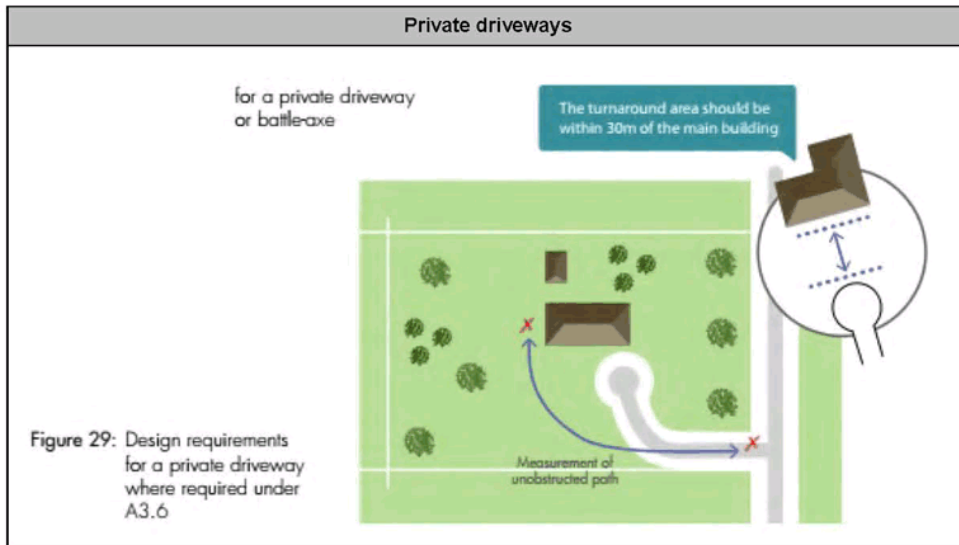 Private driveways
for a private driveway
or battle-axe
The turnaround area should be
within 30m of the main building
Figure 29: Design requirements
for a private driveway
where required under
A3.6
Measurement of
unobstructed path